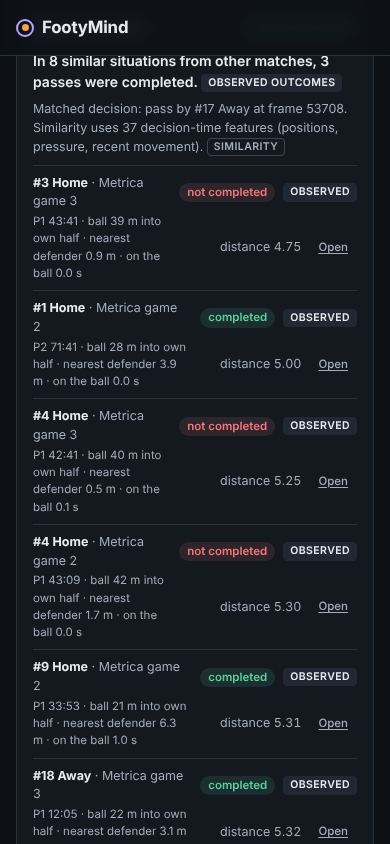 FootyMind
In 8 similar situations from other matches, 3
passes were completed. OBSERVED OUTCOMES
Matched decision: pass by #17 Away at frame 53708.
Similarity uses 37 decision-time features (positions,
pressure, recent movement). SIMILARITY
#3 Home · Metrica
game 3
not completed OBSERVED
P1 43:41 · ball 39 m into
own half · nearest
defender 0.9 m · on the
ball 0.0 s
distance 4.75 Open
#1 Home · Metrica game
2
completed OBSERVED
P2 71:41 · ball 28 m into own
half · nearest defender 3.9
m · on the ball 0.0 s
distance 5.00 Open
#4 Home · Metrica
game 3
not completed OBSERVED
P1 42:41 · ball 40 m into
own half · nearest
defender 0.5 m · on the
ball 0.1 s
distance 5.25 Open
#4 Home · Metrica
game 2
not completed OBSERVED
P1 43:09 · ball 42 m into
own half · nearest
defender 1.7 m · on the
ball 0.0 s
distance 5.30 Open
#9 Home · Metrica game
2
completed OBSERVED
P1 33:53 · ball 21 m into own
half · nearest defender 6.3
m · on the ball 1.0 s
distance 5.31 Open
#18 Away · Metrica game
3
completed OBSERVED
P1 12:05 · ball 22 m into own
half · nearest defender 3.1 m
distance 5.32 Open